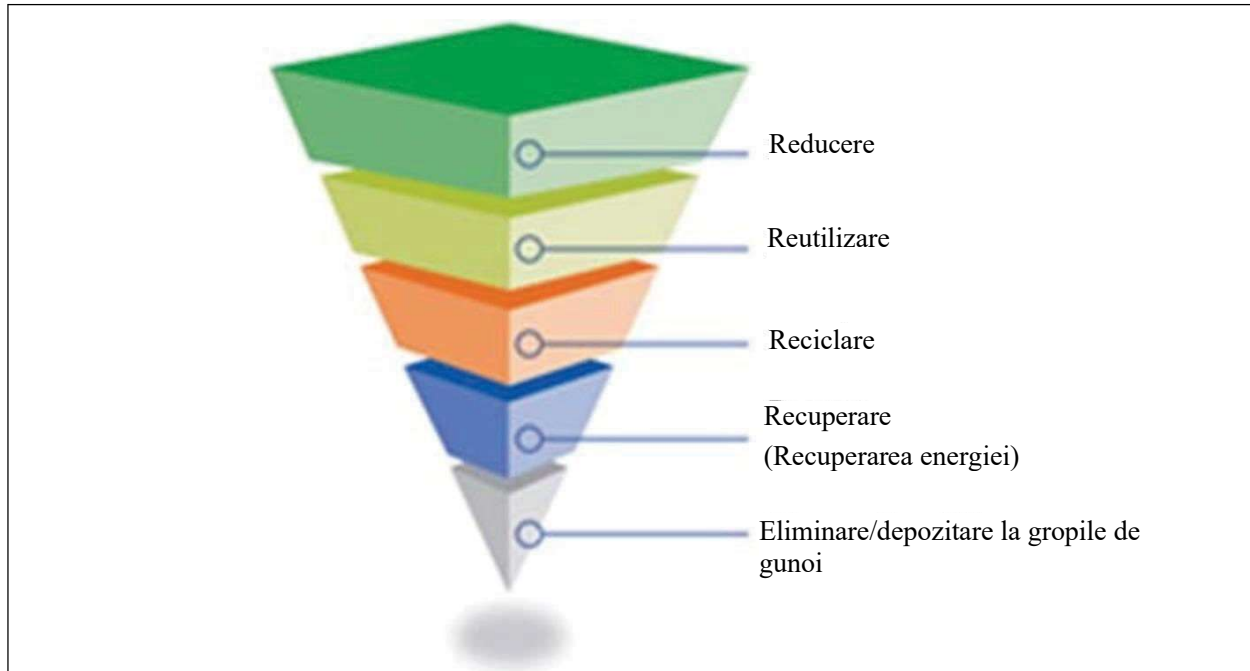 Reducere
Reutilizare
Reciclare
Recuperare
(Recuperarea energiei)
Eliminare/depozitare la gropile de
gunoi